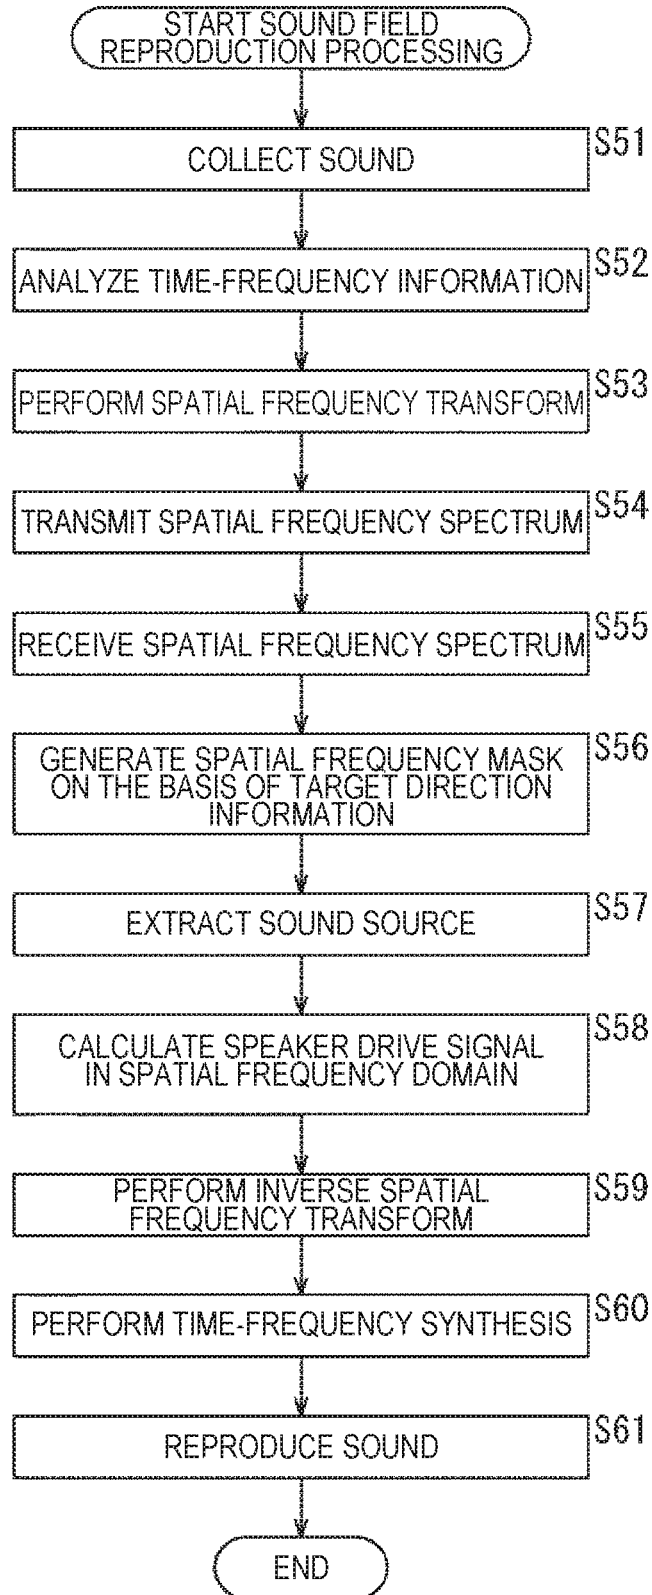 START SOUND FIELD
REPRODUCTION PROCESSING
S51
COLLECT SOUND
S52
ANALYZE TIME-FREQUENCY INFORMATION
S53
PERFORM SPATIAL FREQUENCY TRANSFORM
S54
TRANSMIT SPATIAL FREQUENCY SPECTRUM
S55
RECEIVE SPATIAL FREQUENCY SPECTRUM
S56
GENERATE SPATIAL FREQUENCY MASK
ON THE BASIS OF TARGET DIRECTION
INFORMATION
S57
EXTRACT SOUND SOURCE
S58
CALCULATE SPEAKER DRIVE SIGNAL
IN SPATIAL FREQUENCY DOMAIN
S59
PERFORM INVERSE SPATIAL
FREQUENCY TRANSFORM
S60
PERFORM TIME-FREQUENCY SYNTHESIS
S61
REPRODUCE SOUND
END